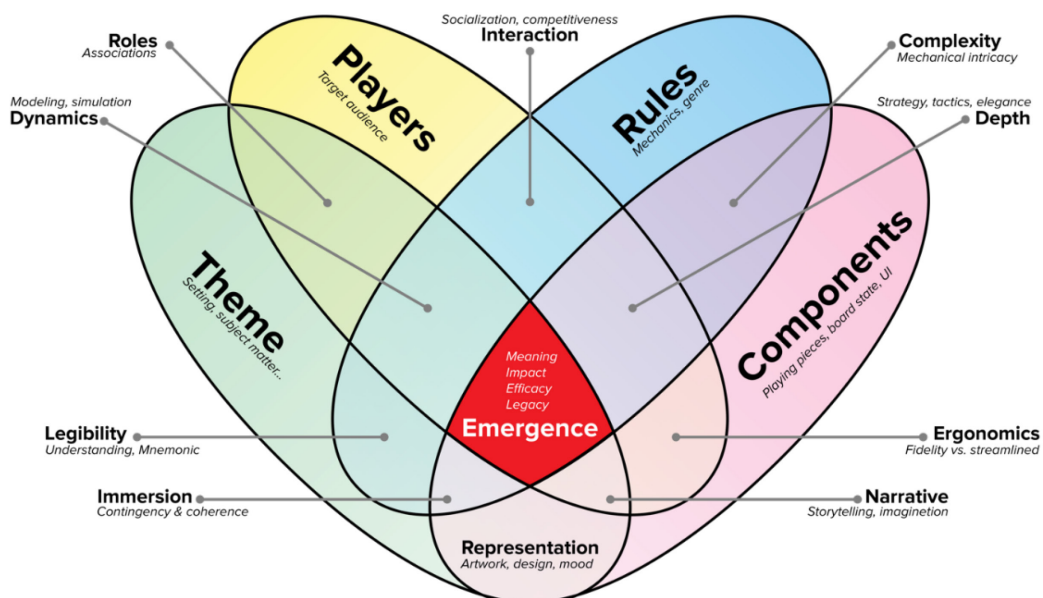 Socialization, competitiveness
Interaction
Roles
Associations
Complexity
Mechanical intricacy
Players
Target audience
Rules
Mechanics, genre
Modeling, simulation
Dynamics
Strategy, tactics, elegance
Depth
Theme
Setting, subject matter...
Components
Playing pieces, board state, UI
Meaning
Impact
Efficacy
Legacy
Emergence
Legibility
Understanding, Mnemonic
Ergonomics
Fidelity vs. streamlined
Immersion
Contingency & coherence
Narrative
Storytelling, imaginetion
Representation
Artwork, design, mood